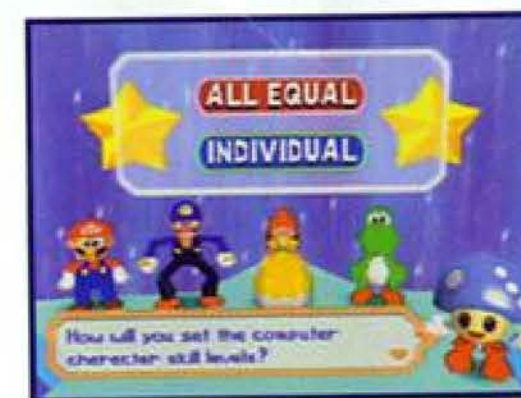 ALL EQUAL
INDIVIDUAL
How will you set the computer
character skill levels?